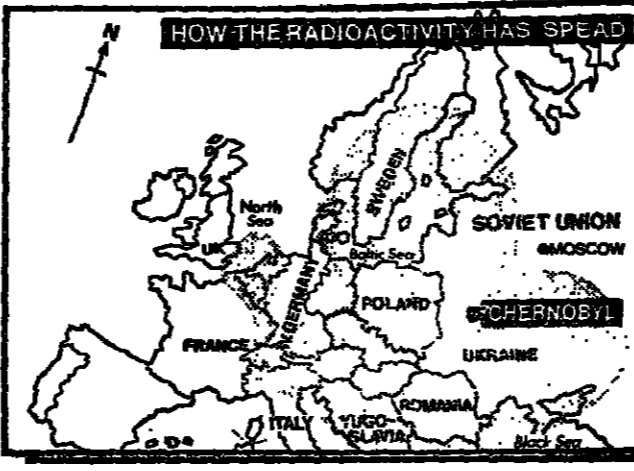 N
HOW THE RADIOACTIVITY HAS SPEAD
SWEDEN
North
Sea
SOVIET UNION
UK
Baltic Sea
MOSCOW
W GERMANY
POLAND
CHERNOBYL
FRANCE
UKRAINE
ROMANIA
ITALY
YUGO-
SLAVIA
Black Sea